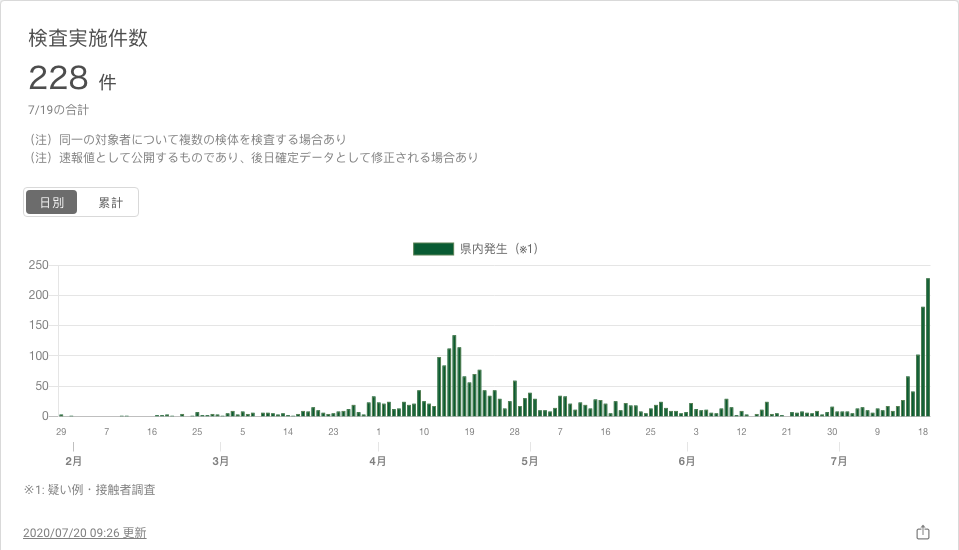 検査実施件数
228 件
7/19の合計
（注）同一の対象者について複数の検体を検査する場合あり
（注）速報値として公開するものであり、後日確定データとして修正される場合あり
日別 累計
県内発生（※1）
250
200
150
100
50
0
29 7 16 25 5 14 23 1 10 19 28 7 16 25 3 12 21 30 9 18
2月 3月 4月 5月 6月 7月
※1: 疑い例・接触者調査
2020/07/20 09:26 更新